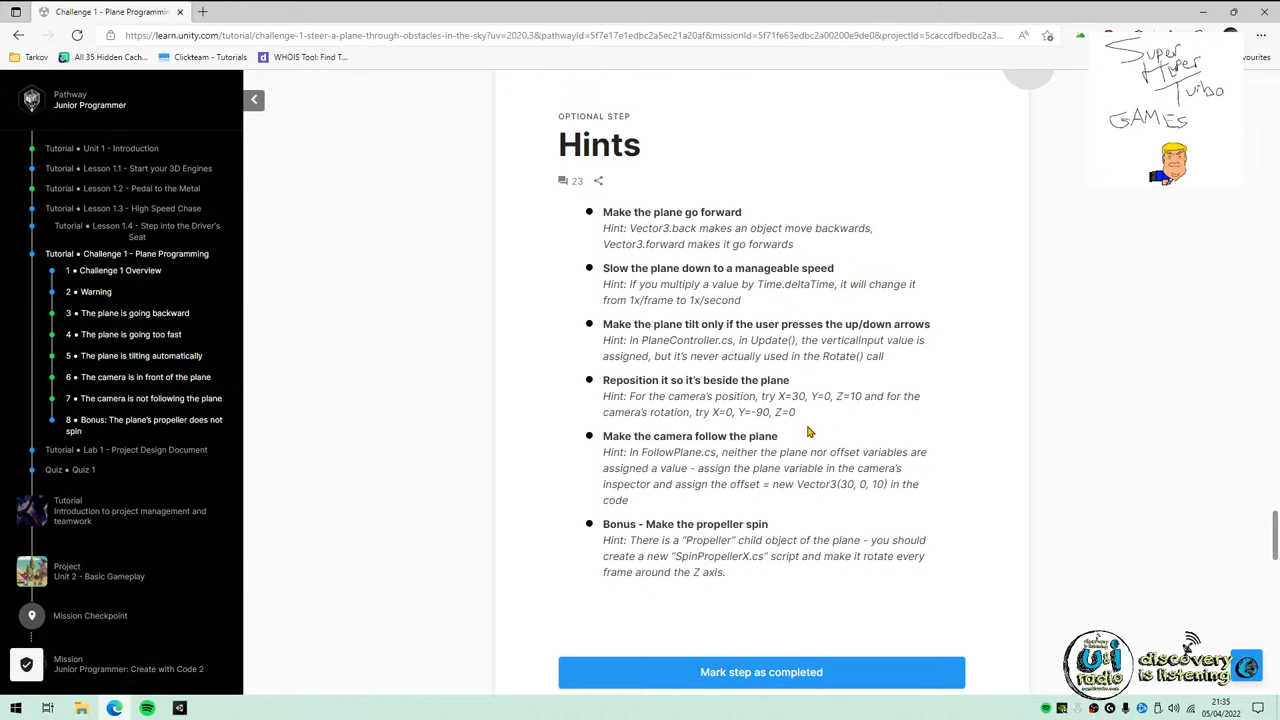 Challenge 1 - Plane Programmin
https://learn.unity.com/tutorial/challenge-1-steer-a-plane-through-obstacles-in-the-sky?uv=2020.3&pathwayId=5f7e17e1edbc2a5ec21a20af&missionId=5f71fe63edbc2a00200e9de0&projectId=5caccdfbedbc2a3...
Tarkov
All 35 Hidden Cach...
Clickteam - Tutorials
WHOIS Tool: Find T...
vourites
Super
Hyper
Turbo
GAMES
Pathway
Junior Programmer
Tutorial • Unit 1 - Introduction
Tutorial • Lesson 1.1 - Start your 3D Engines
Tutorial • Lesson 1.2 - Pedal to the Metal
Tutorial • Lesson 1.3 - High Speed Chase
Tutorial • Lesson 1.4 - Step into the Driver's
Seat
Tutorial • Challenge 1 - Plane Programming
1 • Challenge 1 Overview
2 • Warning
3 • The plane is going backward
4 • The plane is going too fast
5 • The plane is tilting automatically
6 • The camera is in front of the plane
7 • The camera is not following the plane
8 • Bonus: The plane's propeller does not
spin
Tutorial • Lab 1 - Project Design Document
Quiz • Quiz 1
Tutorial
Introduction to project management and
teamwork
Project
Unit 2 - Basic Gameplay
Mission Checkpoint
Mission
Junior Programmer: Create with Code 2
OPTIONAL STEP
Hints
23
Make the plane go forward
Hint: Vector3.back makes an object move backwards,
Vector3.forward makes it go forwards
Slow the plane down to a manageable speed
Hint: If you multiply a value by Time.deltaTime, it will change it
from 1x/frame to 1x/second
Make the plane tilt only if the user presses the up/down arrows
Hint: In PlaneController.cs, in Update(), the verticalInput value is
assigned, but it's never actually used in the Rotate() call
Reposition it so it's beside the plane
Hint: For the camera's position, try X=30, Y=0, Z=10 and for the
camera's rotation, try X=0, Y=-90, Z=0
Make the camera follow the plane
Hint: In FollowPlane.cs, neither the plane nor offset variables are
assigned a value - assign the plane variable in the camera's
inspector and assign the offset = new Vector3(30, 0, 10) in the
code
Bonus - Make the propeller spin
Hint: There is a "Propeller" child object of the plane - you should
create a new "SpinPropellerX.cs" script and make it rotate every
frame around the Z axis.
Mark step as completed
radio
discovery
is listening
21:35
05/04/2022